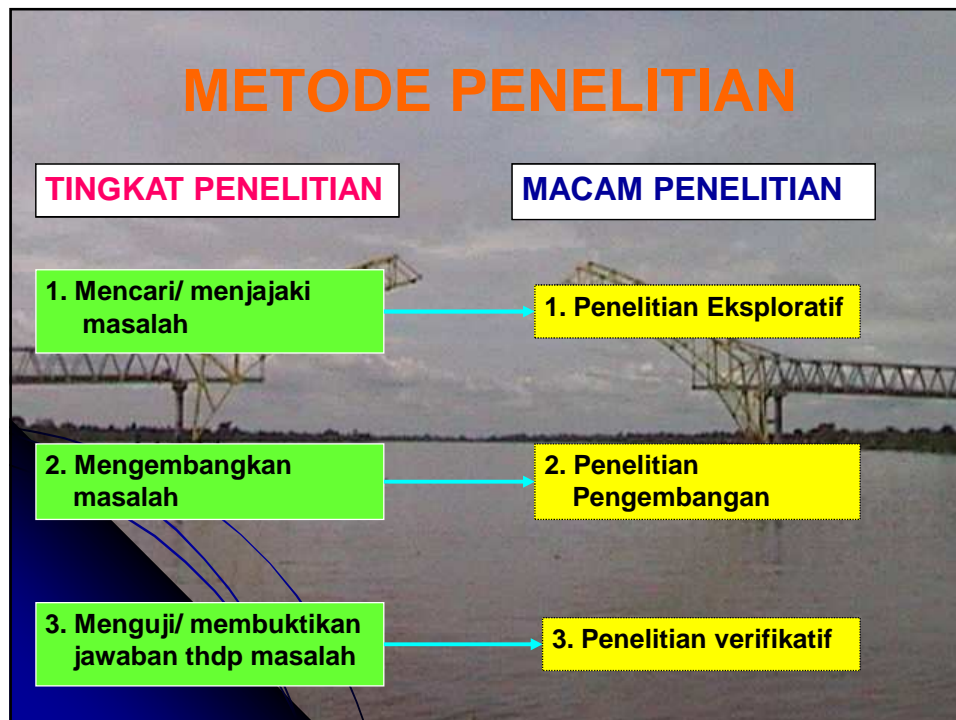 METODE PENELITIAN
TINGKAT PENELITIAN
MACAM PENELITIAN
1. Mencari/ menjajaki
masalah
1. Penelitian Eksploratif
2. Mengembangkan
masalah
2. Penelitian
Pengembangan
3. Menguji/ membuktikan
jawaban thdp masalah
3. Penelitian verifikatif